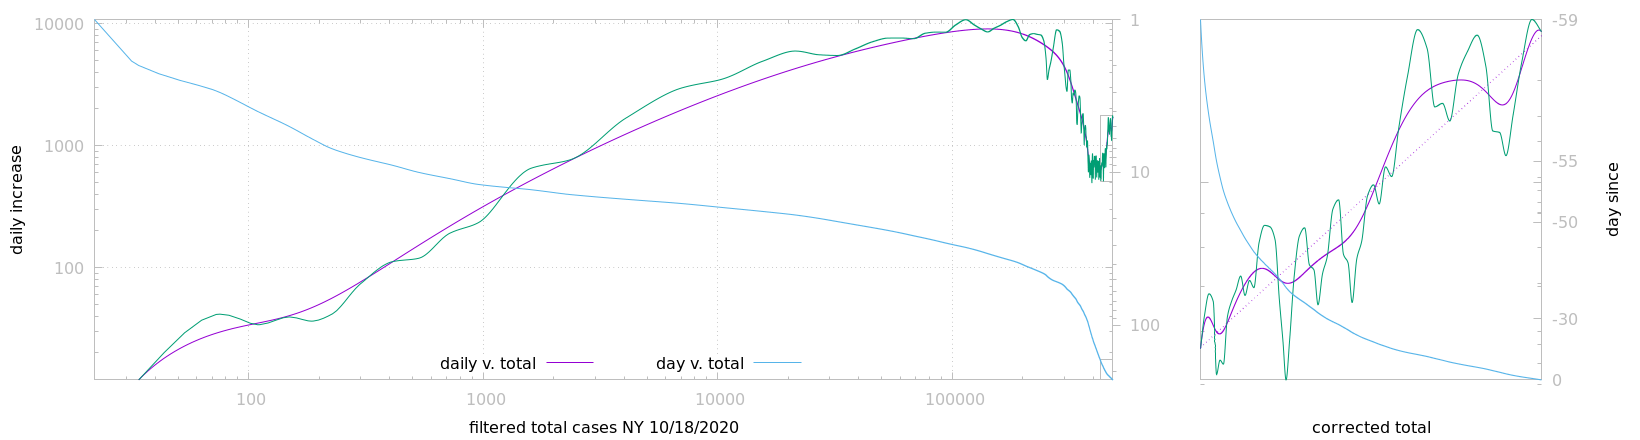 10000
1000
100
daily increase
100
1000
10000
100000
filtered total cases NY 10/18/2020
daily v. total
day v. total
1
10
100
-59
-55
-50
-30
0
day since
corrected total